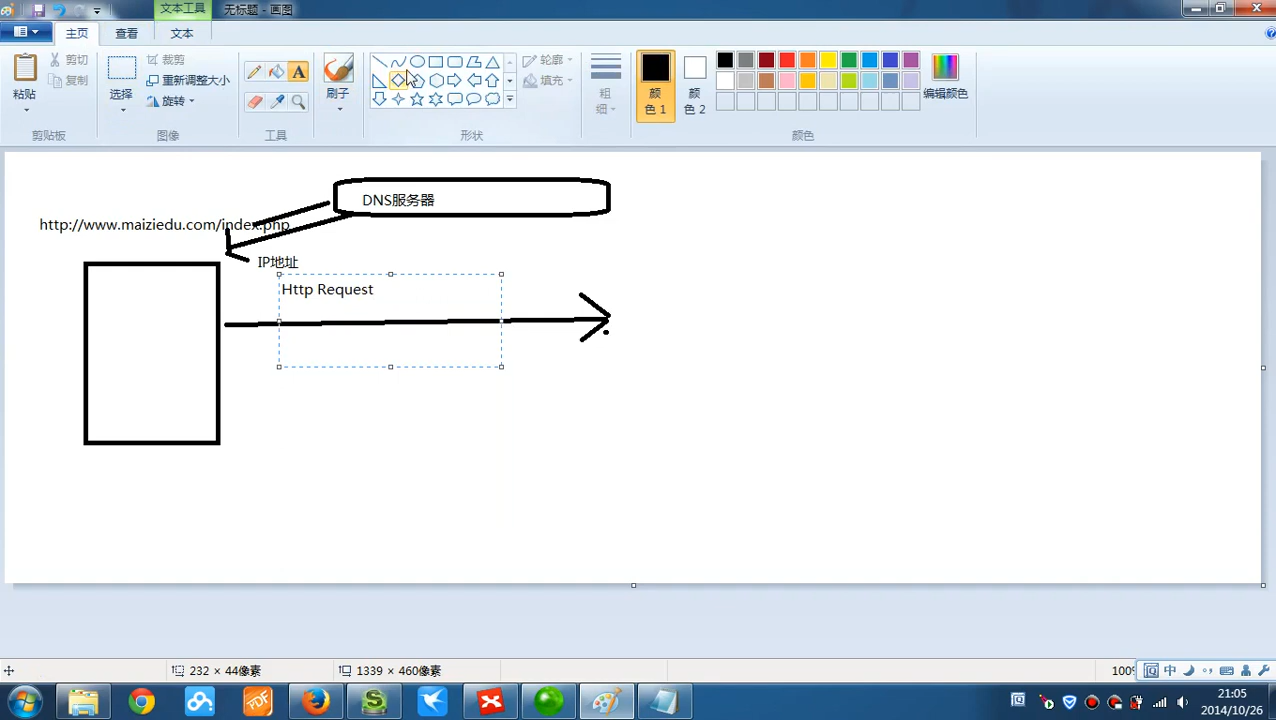 文本工具
无标题 - 画图
主页
查看
文本
粘贴
剪切
复制
剪贴板
选择
裁剪
重新调整大小
旋转
图像
A
工具
刷子
轮廓
填充
形状
粗
细
颜
色 1
颜
色 2
编辑颜色
颜色
DNS服务器
http://www.maiziedu.com/index.php
IP地址
Http Request
232 × 44像素
1339 × 460像素
100%
中
PDF
S
21:05
2014/10/26